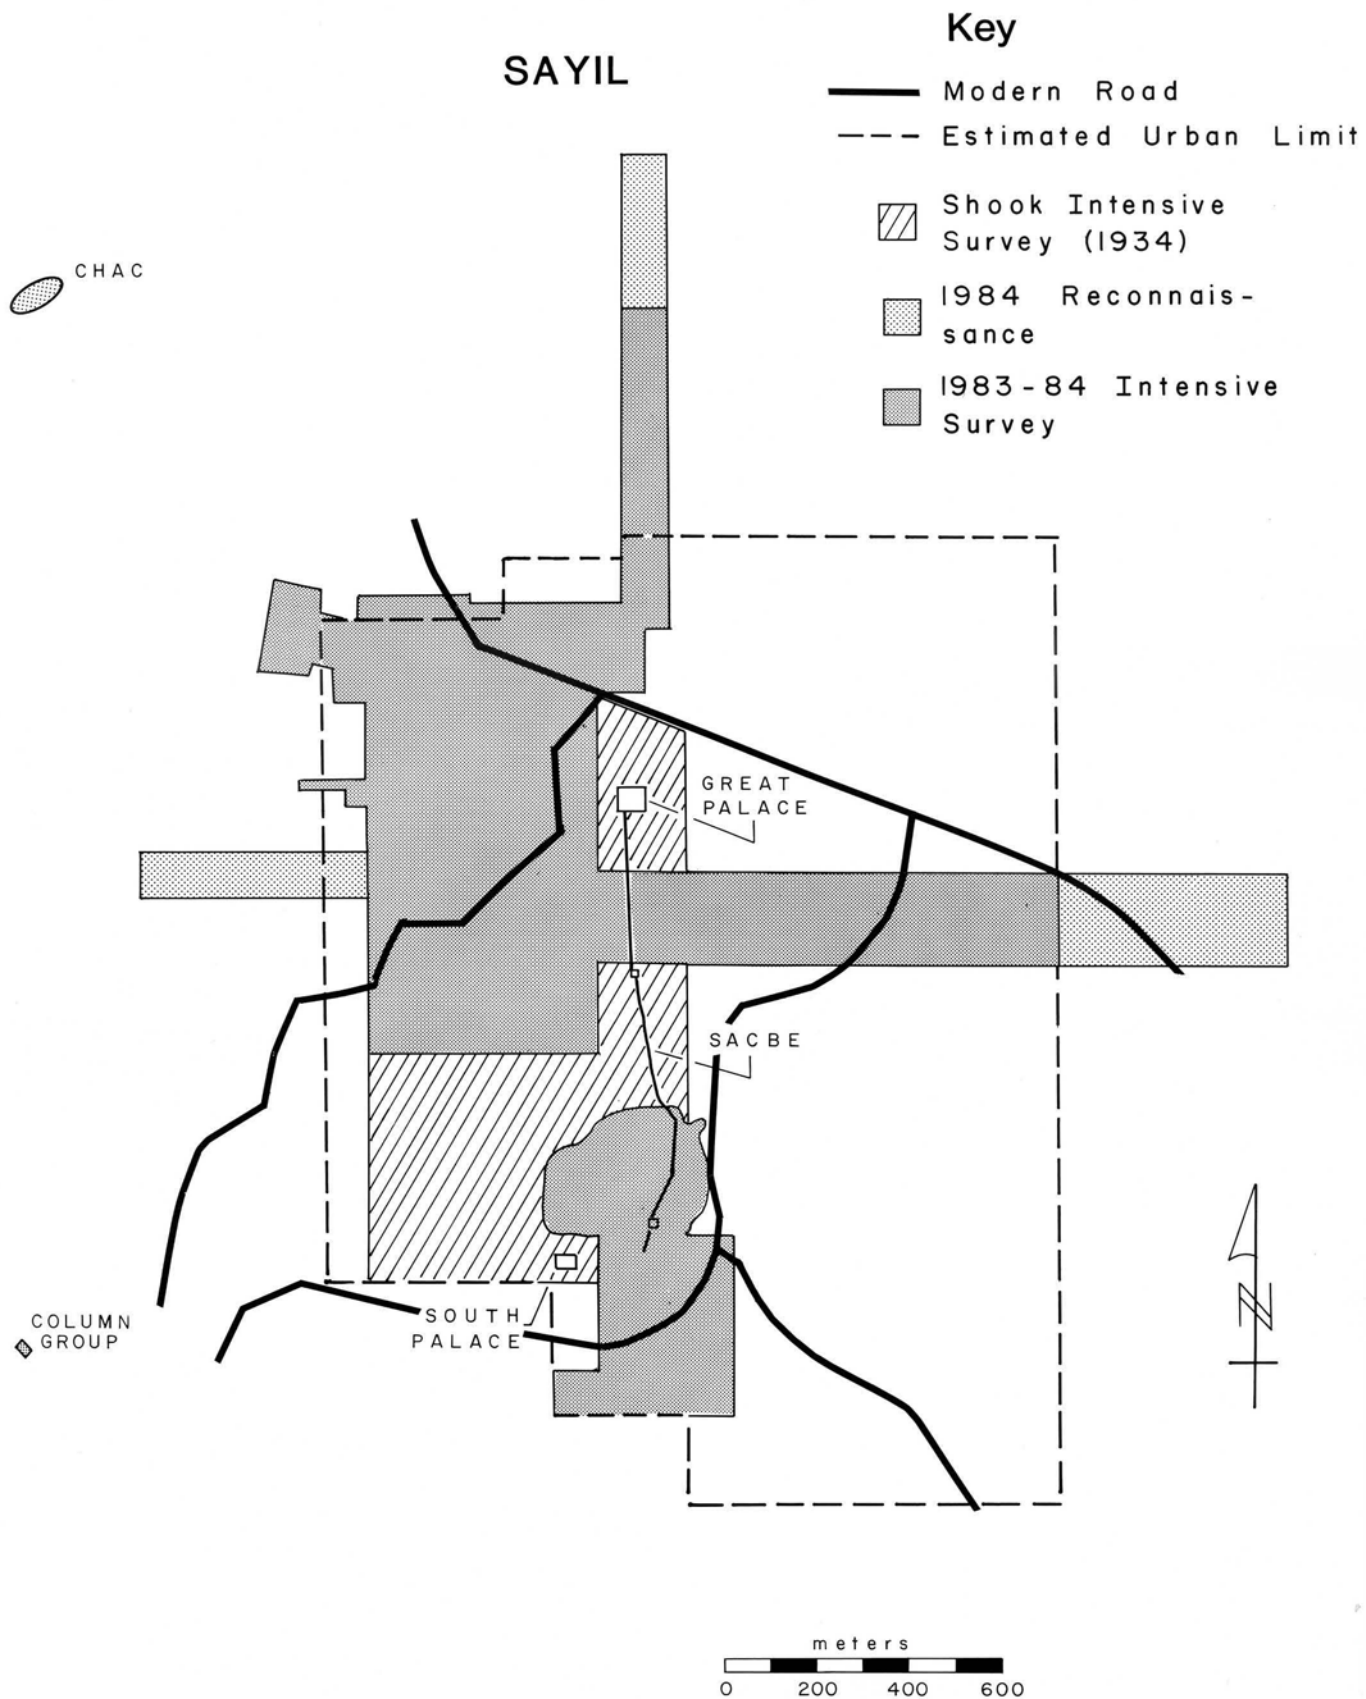 SAYIL
Key
Modern Road
Estimated Urban Limit
Shook Intensive
Survey (1934)
1984 Reconnais-
sance
1983-84 Intensive
Survey
CHAC
GREAT
PALACE
SACBE
COLUMN
GROUP
SOUTH
PALACE
N
meters
0 200 400 600